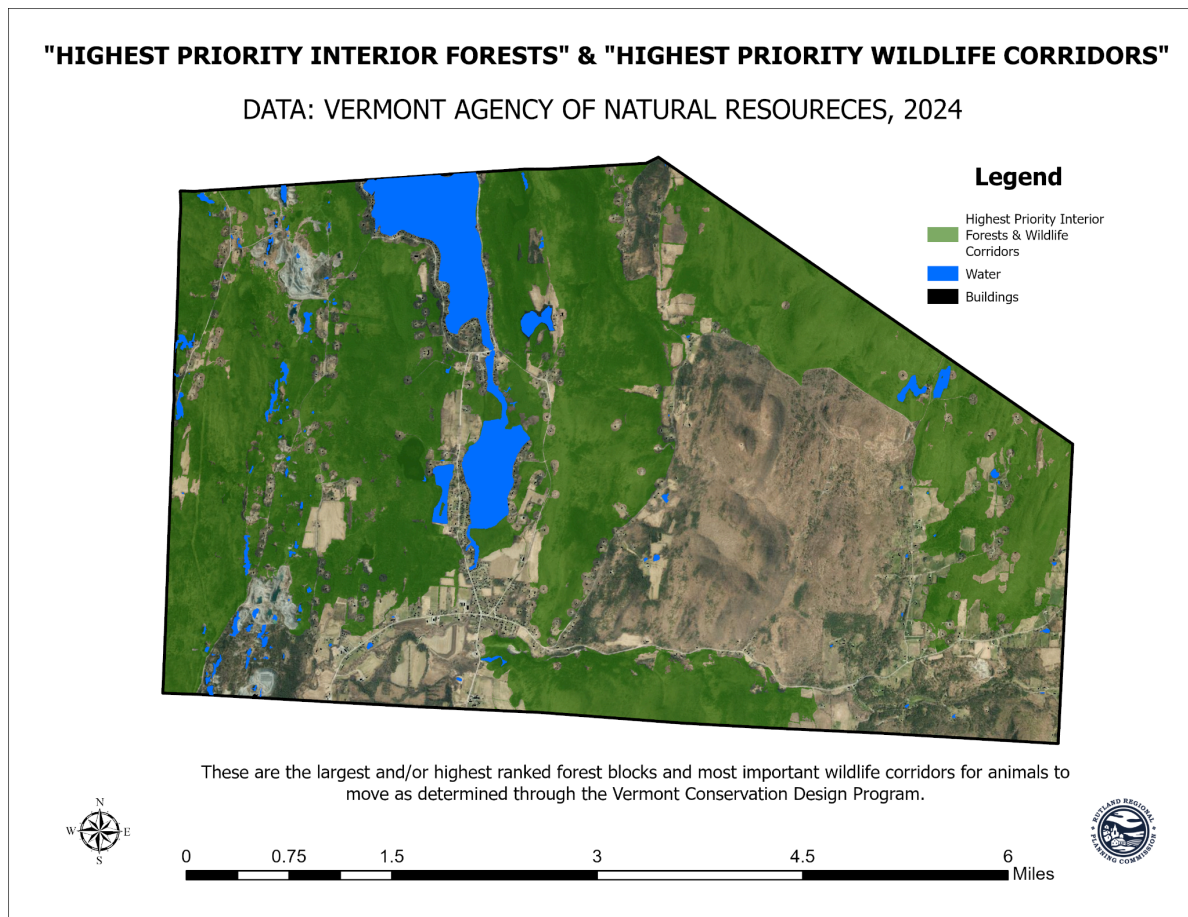 "HIGHEST PRIORITY INTERIOR FORESTS" & "HIGHEST PRIORITY WILDLIFE CORRIDORS"
DATA: VERMONT AGENCY OF NATURAL RESOURECES, 2024
Legend
Highest Priority Interior
Forests & Wildlife
Corridors
Water
Buildings
These are the largest and/or highest ranked forest blocks and most important wildlife corridors for animals to
move as determined through the Vermont Conservation Design Program.
N
W E
S
0 0.75 1.5 3 4.5 6
Miles
RUTLAND REGIONAL
PLANNING COMMISSION